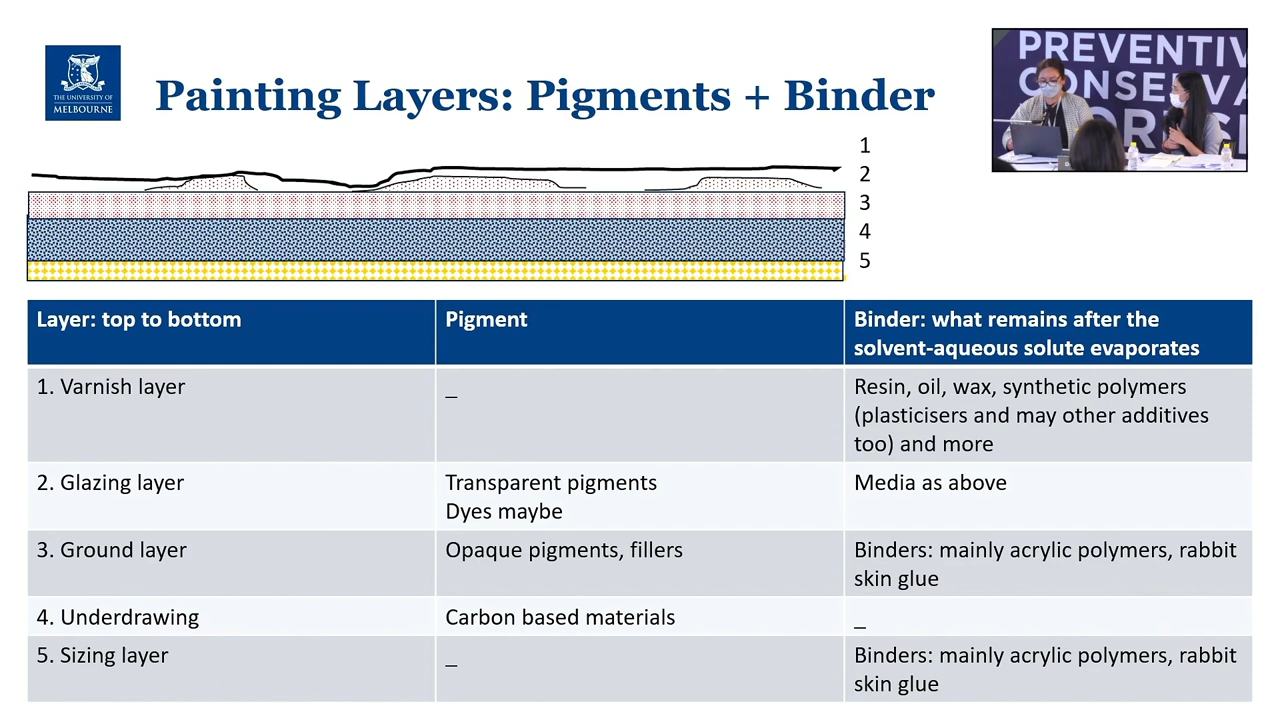 THE UNIVERSITY OF
MELBOURNE
Painting Layers: Pigments + Binder
PREVENTIV
CONSERVA
1
2
3
4
5
Layer: top to bottom
Pigment
Binder: what remains after the
solvent-aqueous solute evaporates
1. Varnish layer
_
Resin, oil, wax, synthetic polymers
(plasticisers and may other additives
too) and more
2. Glazing layer
Transparent pigments
Dyes maybe
Media as above
3. Ground layer
Opaque pigments, fillers
Binders: mainly acrylic polymers, rabbit
skin glue
4. Underdrawing
Carbon based materials
_
5. Sizing layer
_
Binders: mainly acrylic polymers, rabbit
skin glue